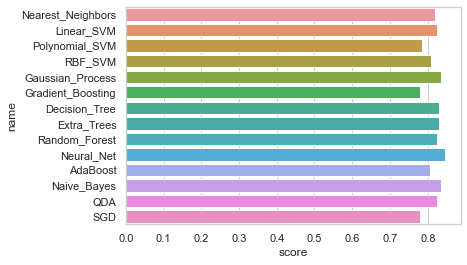 Nearest_Neighbors
Linear_SVM
Polynomial_SVM
RBF_SVM
Gaussian_Process
Gradient_Boosting
Decision_Tree
Extra_Trees
Random_Forest
Neural_Net
AdaBoost
Naive_Bayes
QDA
SGD
name
0.0 0.1 0.2 0.3 0.4 0.5 0.6 0.7 0.8
score